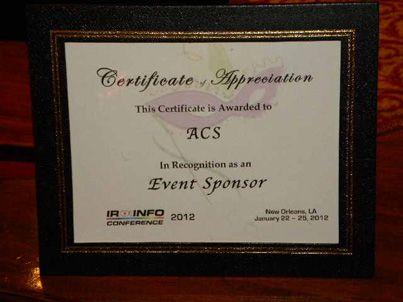 Certificate of Appreciation
This Certificate is Awarded to
ACS
In Recognition as an
Event Sponsor
IR INFO
CONFERENCE 2012
New Orleans, LA
January 22 – 25, 2012